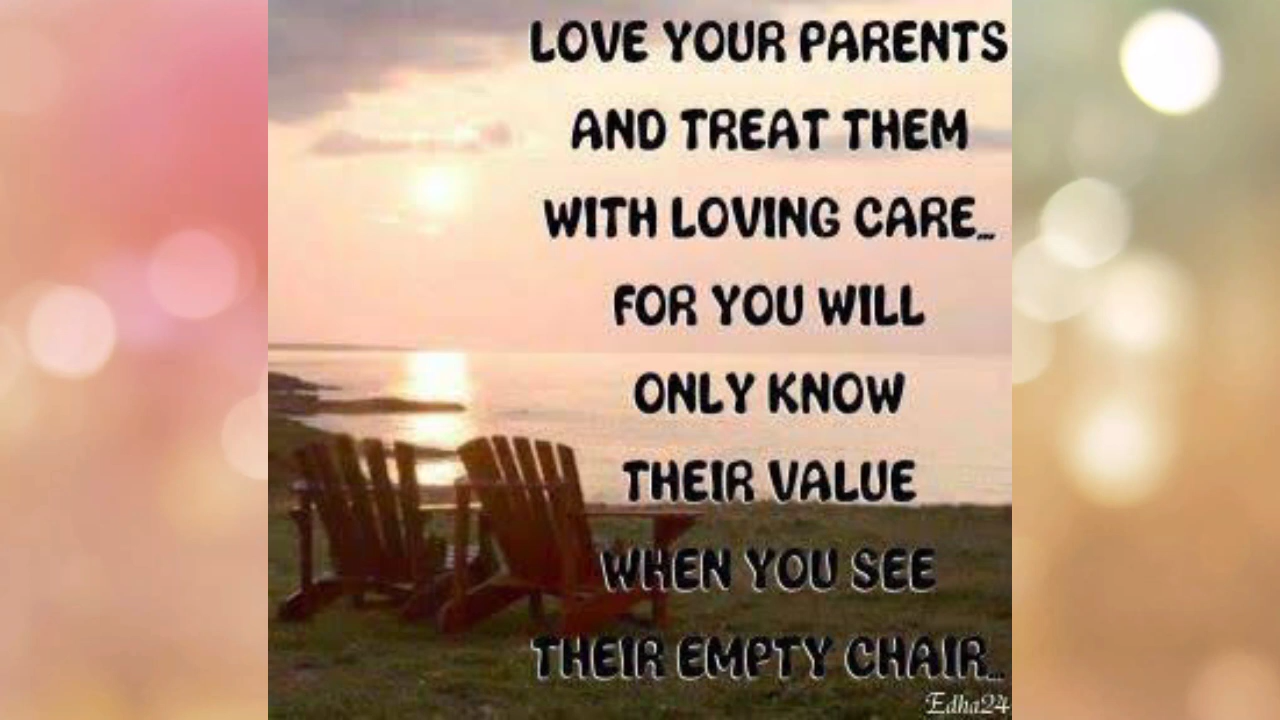 LOVE YOUR PARENTS
AND TREAT THEM
WITH LOVING CARE...
FOR YOU WILL
ONLY KNOW
THEIR VALUE
WHEN YOU SEE
THEIR EMPTY CHAIR...
Edha24